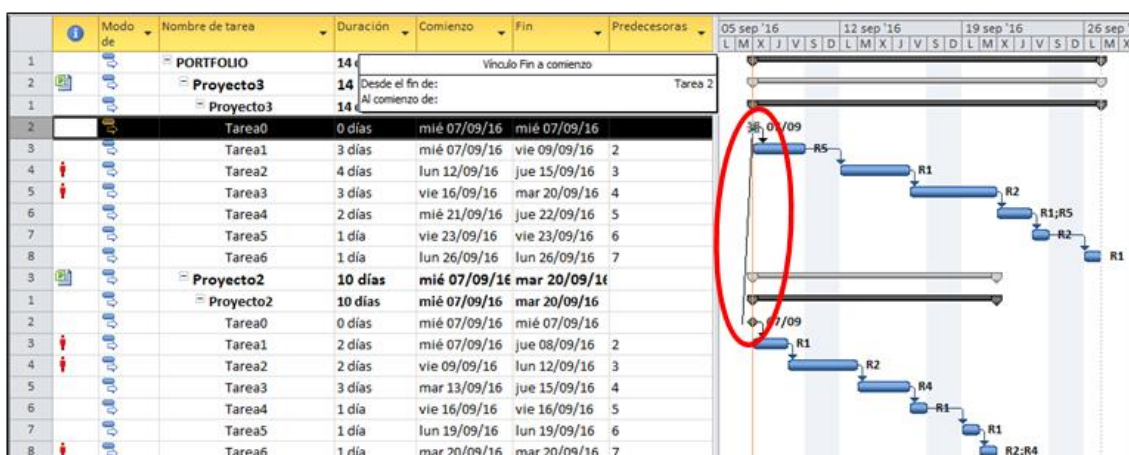 Modo de Nombre de tarea Duración Comienzo Fin Predecesoras 05 sep '16 12 sep '16 19 sep '16 26 sep
L M X J V S D L M X J V S D L M X J V S D L M X
1 PORTFOLIO 14 Vínculo Fin a comienzo
2 Proyecto3 14 Desde el fin de: Tarea 2
Al comienzo de:
1 Proyecto3 14
2 Tarea0 0 días mié 07/09/16 mié 07/09/16 07/09
3 Tarea1 3 días mié 07/09/16 vie 09/09/16 2 R5
4 Tarea2 4 días lun 12/09/16 jue 15/09/16 3 R1
5 Tarea3 3 días vie 16/09/16 mar 20/09/16 4 R2
6 Tarea4 2 días mié 21/09/16 jue 22/09/16 5 R1;R5
7 Tarea5 1 día vie 23/09/16 vie 23/09/16 6 R2
8 Tarea6 1 día lun 26/09/16 lun 26/09/16 7 R1
3 Proyecto2 10 días mié 07/09/16 mar 20/09/16
1 Proyecto2 10 días mié 07/09/16 mar 20/09/16
2 Tarea0 0 días mié 07/09/16 mié 07/09/16 07/09
3 Tarea1 2 días mié 07/09/16 jue 08/09/16 2 R1
4 Tarea2 2 días vie 09/09/16 lun 12/09/16 3 R2
5 Tarea3 3 días mar 13/09/16 jue 15/09/16 4 R4
6 Tarea4 1 día vie 16/09/16 vie 16/09/16 5 R1
7 Tarea5 1 día lun 19/09/16 lun 19/09/16 6 R1
8 Tarea6 1 día mar 20/09/16 mar 20/09/16 7 R2;R4